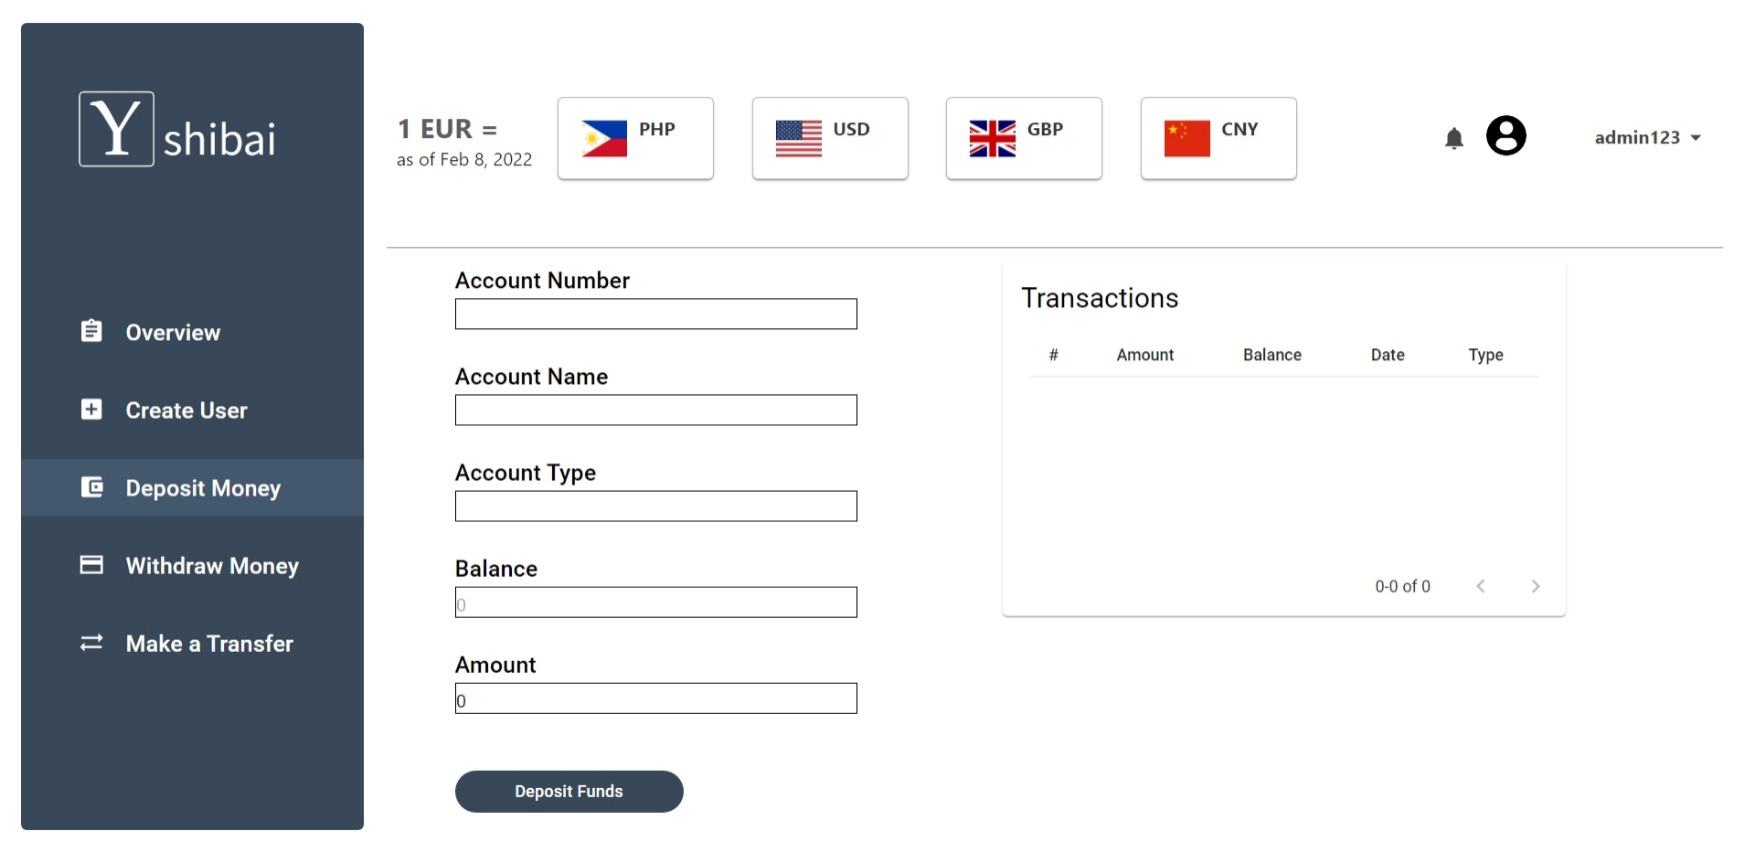 Y shibai
1 EUR =
as of Feb 8, 2022
PHP
USD
GBP
CNY
admin123
Overview
Create User
Deposit Money
Withdraw Money
Make a Transfer
Account Number
Account Name
Account Type
Balance
0
Amount
0
Deposit Funds
Transactions
# Amount Balance Date Type
0-0 of 0